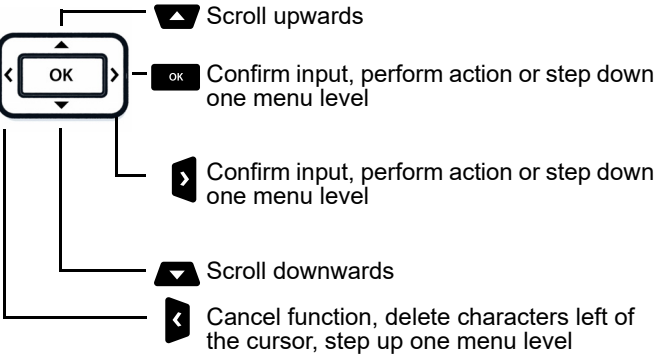 Scroll upwards
OK
OK
Confirm input, perform action or step down
one menu level
Confirm input, perform action or step down
one menu level
Scroll downwards
Cancel function, delete characters left of
the cursor, step up one menu level